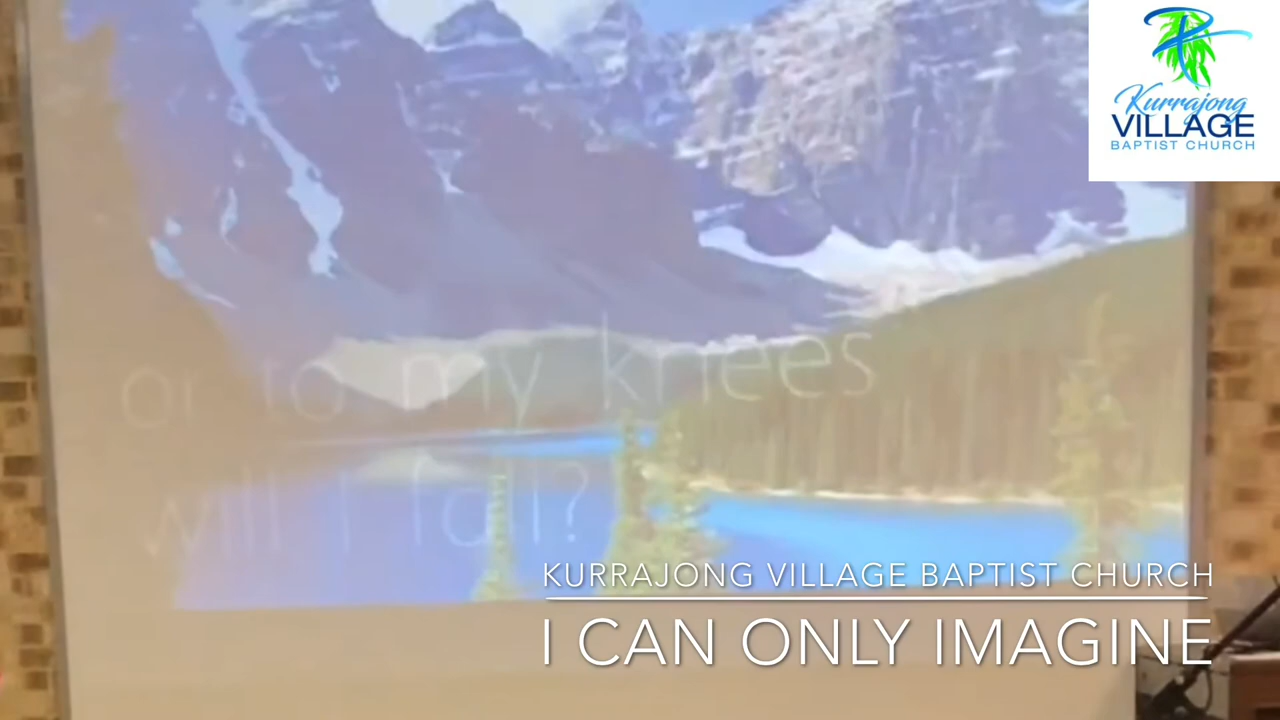 Kurrajong
VILLAGE
BAPTIST CHURCH
or to my knees
will I fall?
KURRAJONG VILLAGE BAPTIST CHURCH
I CAN ONLY IMAGINE